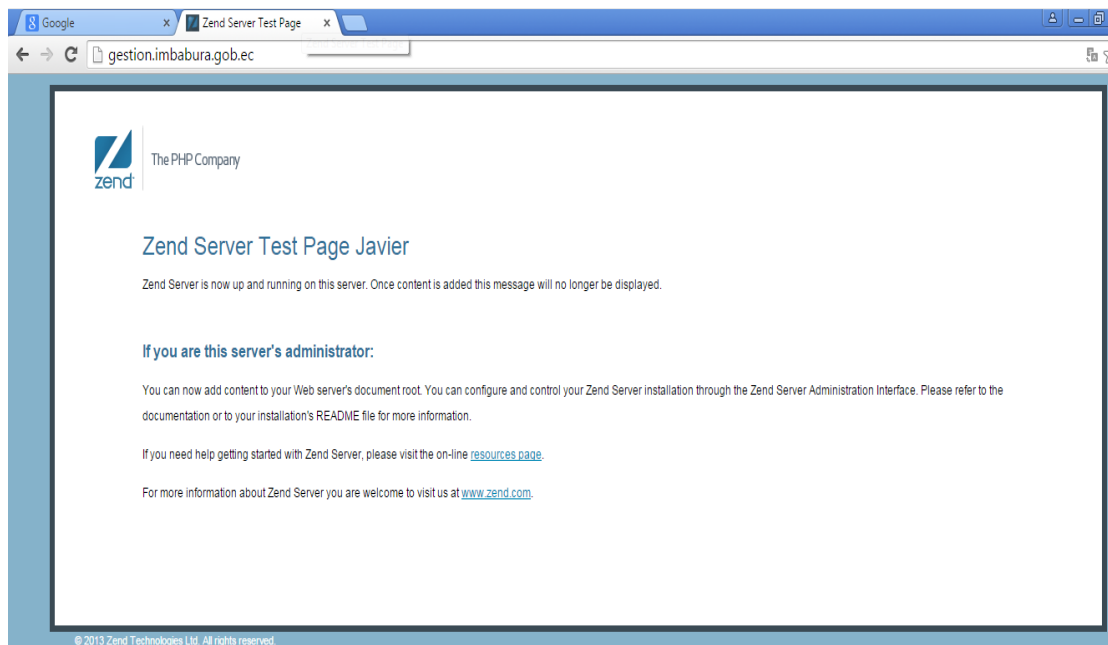 Google
Zend Server Test Page
gestion.imbabura.gob.ec
zend
The PHP Company
Zend Server Test Page Javier
Zend Server is now up and running on this server. Once content is added this message will no longer be displayed.
If you are this server's administrator:
You can now add content to your Web server's document root. You can configure and control your Zend Server installation through the Zend Server Administration Interface. Please refer to the
documentation or to your installation's README file for more information.
If you need help getting started with Zend Server, please visit the on-line resources page.
For more information about Zend Server you are welcome to visit us at www.zend.com.
© 2013 Zend Technologies Ltd. All rights reserved.